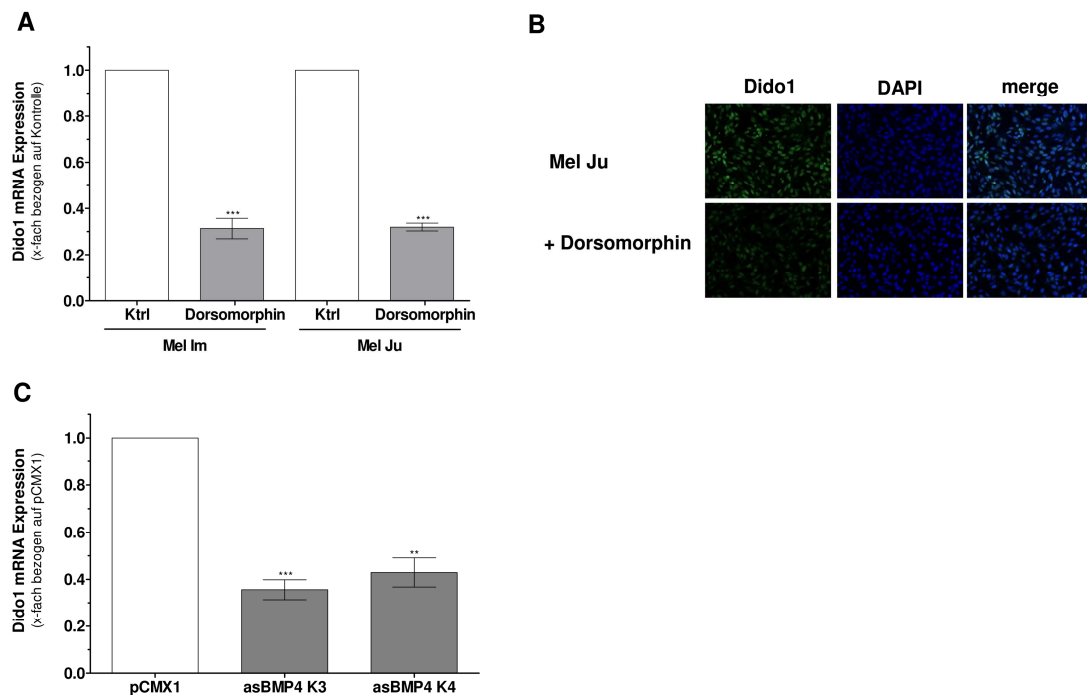 A
Dido1 mRNA Expression
(x-fach bezogen auf Kontrolle)
1.0
0.8
0.6
0.4
0.2
0.0
***
***
Ktrl Dorsomorphin Ktrl Dorsomorphin
Mel Im Mel Ju
B
Dido1 DAPI merge
Mel Ju
+ Dorsomorphin
C
Dido1 mRNA Expression
(x-fach bezogen auf pCMX1)
1.0
0.8
0.6
0.4
0.2
0.0
***
**
pCMX1 asBMP4 K3 asBMP4 K4